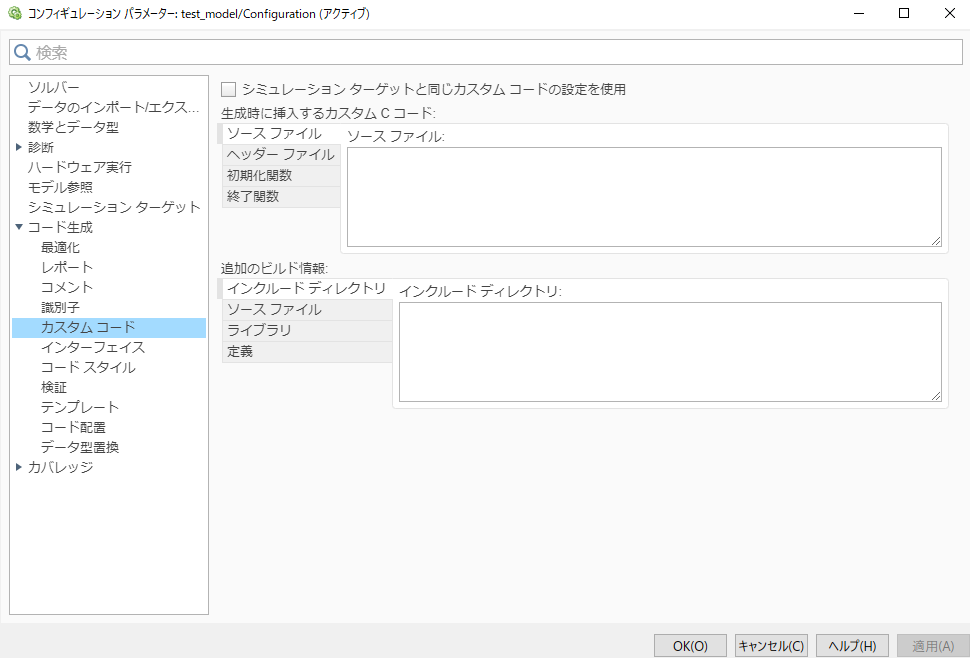 コンフィギュレーション パラメーター: test_model/Configuration (アクティブ)
検索
ソルバー
データのインポート/エクス...
数学とデータ型
診断
ハードウェア実行
モデル参照
シミュレーション ターゲット
コード生成
最適化
レポート
コメント
識別子
カスタム コード
インターフェイス
コード スタイル
検証
テンプレート
コード配置
データ型置換
カバレッジ
シミュレーション ターゲットと同じカスタム コードの設定を使用
生成時に挿入するカスタム C コード:
ソース ファイル
ヘッダー ファイル
初期化関数
終了関数
ソース ファイル:
追加のビルド情報:
インクルード ディレクトリ
ソース ファイル
ライブラリ
定義
インクルード ディレクトリ:
OK(O)
キャンセル(C)
ヘルプ(H)
適用(A)